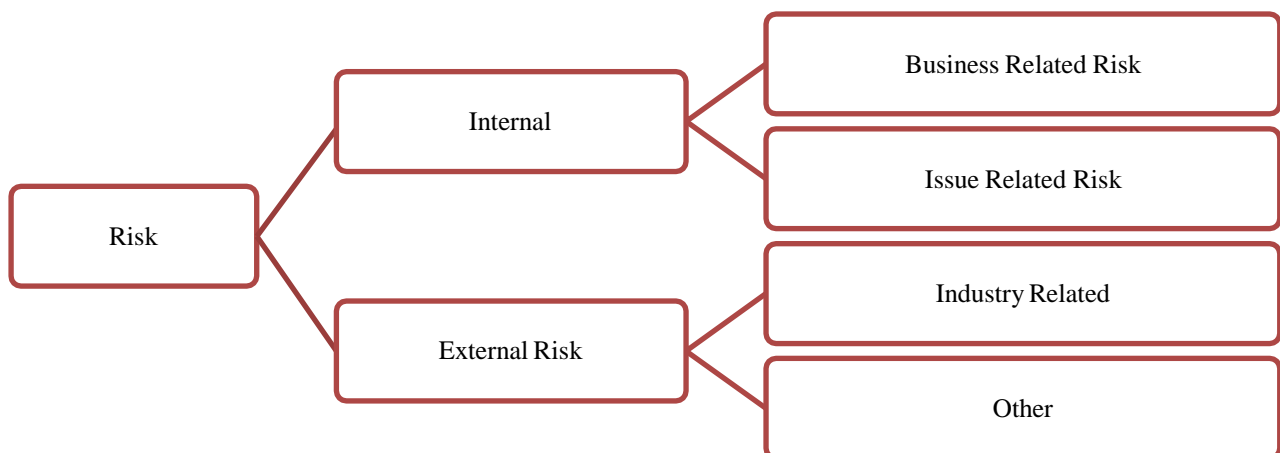 Risk
Internal
External Risk
Business Related Risk
Issue Related Risk
Industry Related
Other